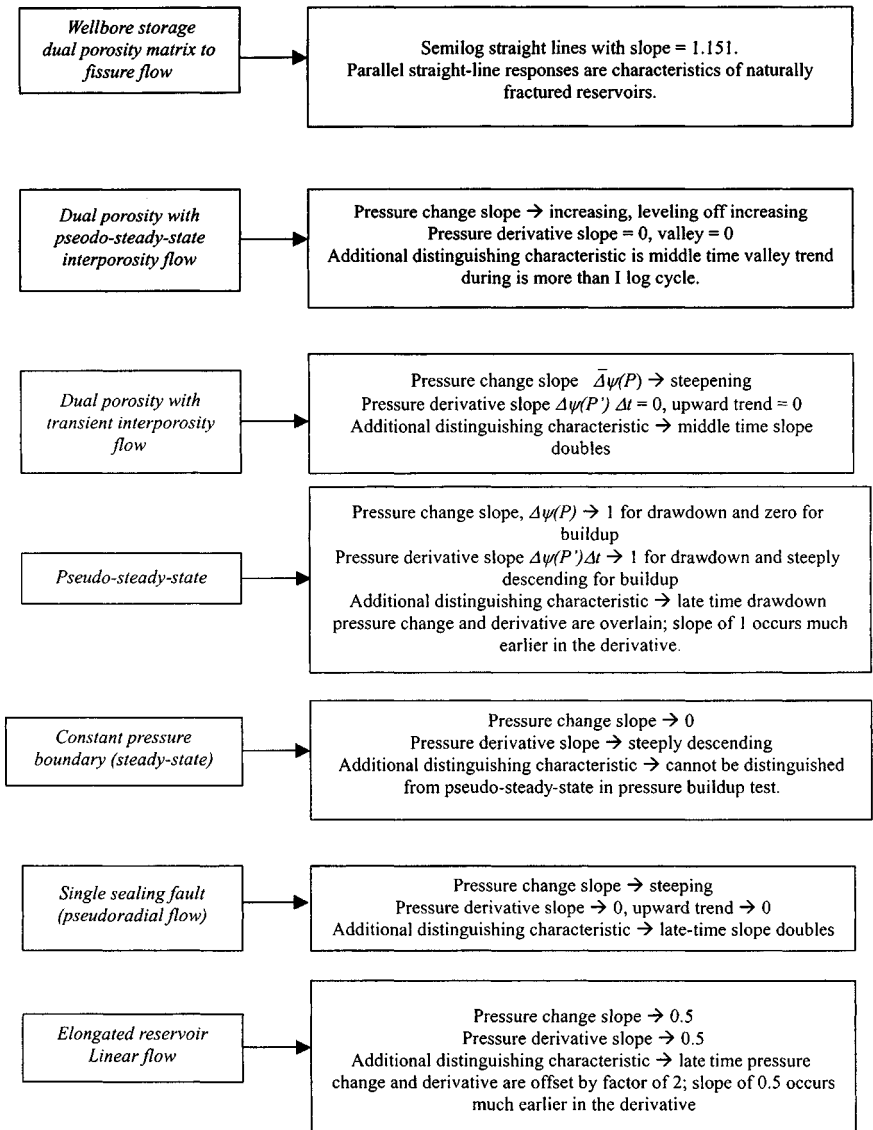 Wellbore storage
dual porosity matrix to
fissure flow
Semilog straight lines with slope = 1.151.
Parallel straight-line responses are characteristics of naturally
fractured reservoirs.
Dual porosity with
pseodo-steady-state
interporosity flow
Pressure change slope → increasing, leveling off increasing
Pressure derivative slope = 0, valley = 0
Additional distinguishing characteristic is middle time valley trend
during is more than I log cycle.
Dual porosity with
transient interporosity
flow
Pressure change slope Δ̅ψ(P) → steepening
Pressure derivative slope Δψ(P') Δt = 0, upward trend = 0
Additional distinguishing characteristic → middle time slope
doubles
Pseudo-steady-state
Pressure change slope, Δψ(P) → 1 for drawdown and zero for
buildup
Pressure derivative slope Δψ(P')Δt → 1 for drawdown and steeply
descending for buildup
Additional distinguishing characteristic → late time drawdown
pressure change and derivative are overlain; slope of 1 occurs much
earlier in the derivative.
Constant pressure
boundary (steady-state)
Pressure change slope → 0
Pressure derivative slope → steeply descending
Additional distinguishing characteristic → cannot be distinguished
from pseudo-steady-state in pressure buildup test.
Single sealing fault
(pseudoradial flow)
Pressure change slope → steeping
Pressure derivative slope → 0, upward trend → 0
Additional distinguishing characteristic → late-time slope doubles
Elongated reservoir
Linear flow
Pressure change slope → 0.5
Pressure derivative slope → 0.5
Additional distinguishing characteristic → late time pressure
change and derivative are offset by factor of 2; slope of 0.5 occurs
much earlier in the derivative